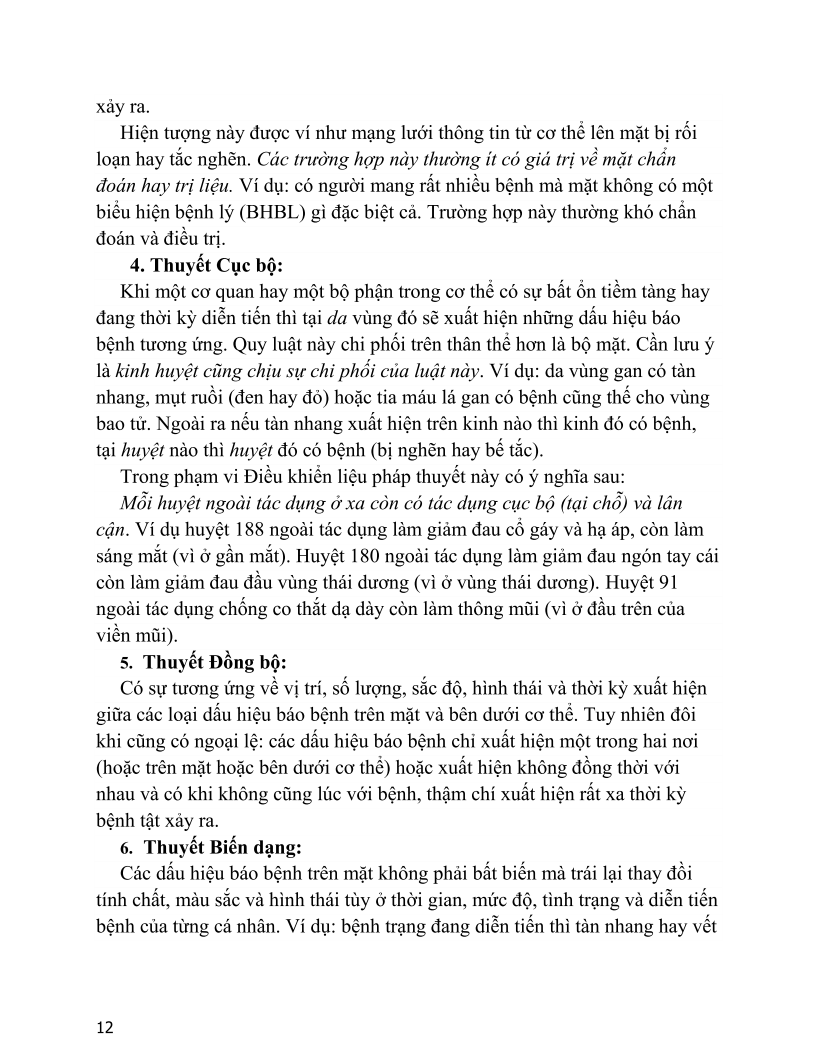 xảy ra.
Hiện tượng này được ví như mạng lưới thông tin từ cơ thể lên mặt bị rối
loạn hay tắc nghẽn. Các trường hợp này thường ít có giá trị về mặt chẩn
đoán hay trị liệu. Ví dụ: có người mang rất nhiều bệnh mà mặt không có một
biểu hiện bệnh lý (BHBL) gì đặc biệt cả. Trường hợp này thường khó chẩn
đoán và điều trị.
4. Thuyết Cục bộ:
Khi một cơ quan hay một bộ phận trong cơ thể có sự bất ổn tiềm tàng hay
đang thời kỳ diễn tiến thì tại da vùng đó sẽ xuất hiện những dấu hiệu báo
bệnh tương ứng. Quy luật này chi phối trên thân thể hơn là bộ mặt. Cần lưu ý
là kinh huyệt cũng chịu sự chi phối của luật này. Ví dụ: da vùng gan có tàn
nhang, mụt ruồi (đen hay đỏ) hoặc tia máu lá gan có bệnh cũng thế cho vùng
bao tử. Ngoài ra nếu tàn nhang xuất hiện trên kinh nào thì kinh đó có bệnh,
tại huyệt nào thì huyệt đó có bệnh (bị nghẽn hay bế tắc).
Trong phạm vi Điều khiển liệu pháp thuyết này có ý nghĩa sau:
Mỗi huyệt ngoài tác dụng ở xa còn có tác dụng cục bộ (tại chỗ) và lân
cận. Ví dụ huyệt 188 ngoài tác dụng làm giảm đau cổ gáy và hạ áp, còn làm
sáng mắt (vì ở gần mắt). Huyệt 180 ngoài tác dụng làm giảm đau ngón tay cái
còn làm giảm đau đầu vùng thái dương (vì ở vùng thái dương). Huyệt 91
ngoài tác dụng chống co thắt dạ dày còn làm thông mũi (vì ở đầu trên của
viền mũi).
5. Thuyết Đồng bộ:
Có sự tương ứng về vị trí, số lượng, sắc độ, hình thái và thời kỳ xuất hiện
giữa các loại dấu hiệu báo bệnh trên mặt và bên dưới cơ thể. Tuy nhiên đôi
khi cũng có ngoại lệ: các dấu hiệu báo bệnh chỉ xuất hiện một trong hai nơi
(hoặc trên mặt hoặc bên dưới cơ thể) hoặc xuất hiện không đồng thời với
nhau và có khi không cũng lúc với bệnh, thậm chí xuất hiện rất xa thời kỳ
bệnh tật xảy ra.
6. Thuyết Biến dạng:
Các dấu hiệu báo bệnh trên mặt không phải bất biến mà trái lại thay đồi
tính chất, màu sắc và hình thái tùy ở thời gian, mức độ, tình trạng và diễn tiến
bệnh của từng cá nhân. Ví dụ: bệnh trạng đang diễn tiến thì tàn nhang hay vết
12